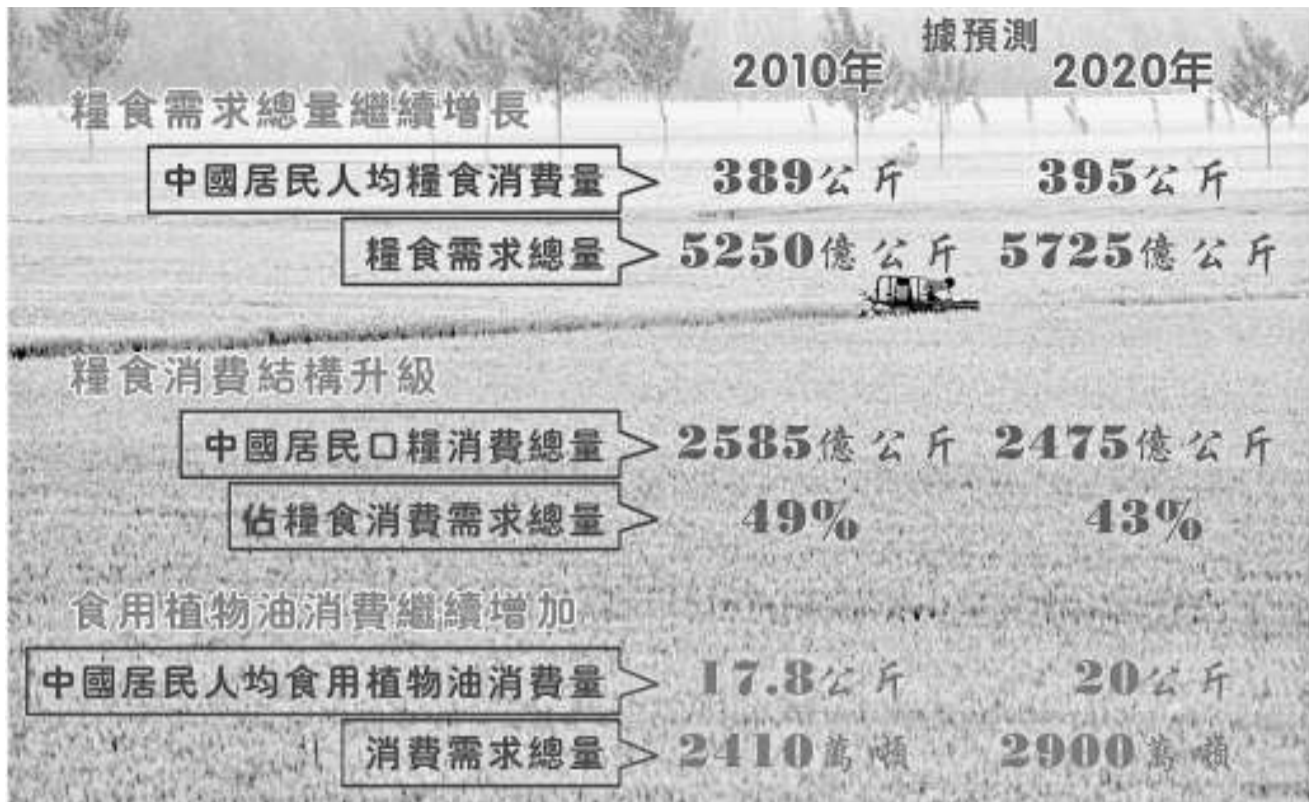 據預測
2010年 2020年
糧食需求總量繼續增長
中國居民人均糧食消費量 389公斤 395公斤
糧食需求總量 5250億公斤 5725億公斤
糧食消費結構升級
中國居民口糧消費總量 2585億公斤 2475億公斤
佔糧食消費需求總量 49% 43%
食用植物油消費繼續增加
中國居民人均食用植物油消費量 17.8公斤 20公斤
消費需求總量 2410萬噸 2900萬噸